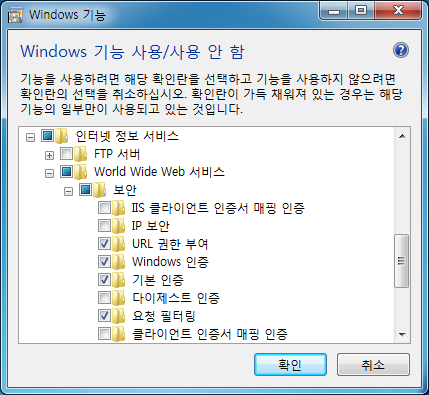 Windows 기능
Windows 기능 사용/사용 안 함
기능을 사용하려면 해당 확인란을 선택하고 기능을 사용하지 않으려면
확인란의 선택을 취소하십시오. 확인란이 가득 채워져 있는 경우는 해당
기능의 일부만이 사용되고 있는 것입니다.
인터넷 정보 서비스
FTP 서버
World Wide Web 서비스
보안
IIS 클라이언트 인증서 매핑 인증
IP 보안
URL 권한 부여
Windows 인증
기본 인증
다이제스트 인증
요청 필터링
클라이언트 인증서 매핑 인증
확인
취소